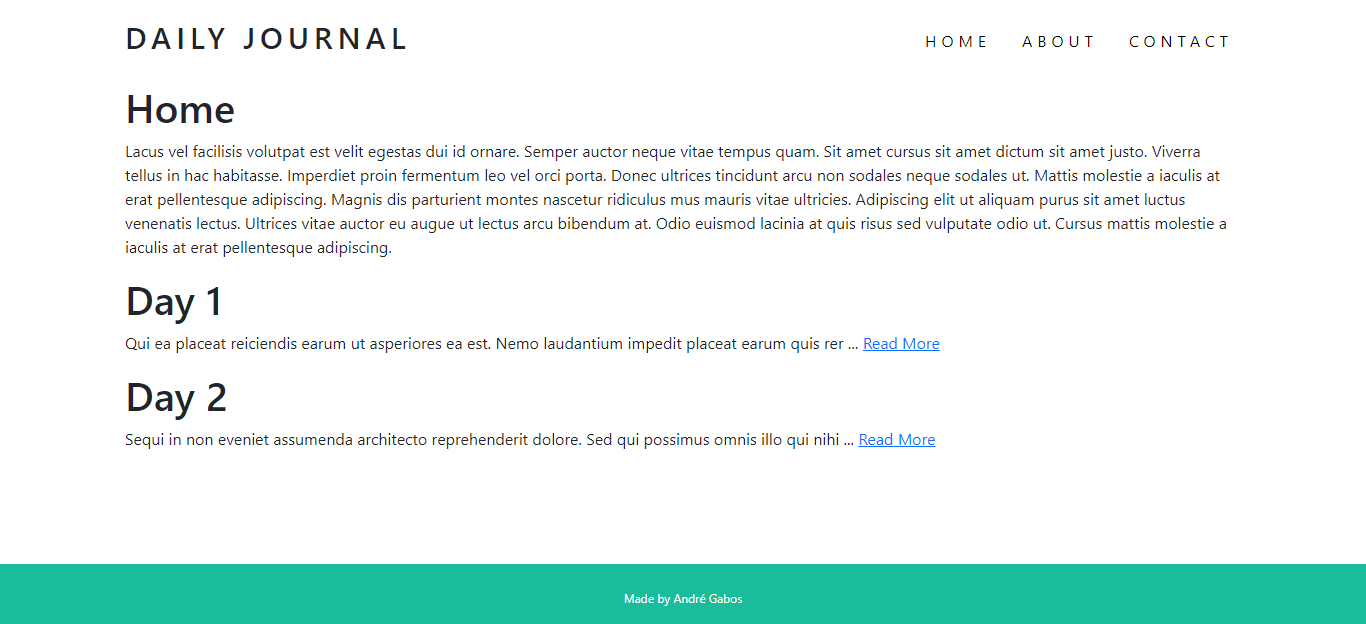 DAILY JOURNAL
HOME ABOUT CONTACT
Home
Lacus vel facilisis volutpat est velit egestas dui id ornare. Semper auctor neque vitae tempus quam. Sit amet cursus sit amet dictum sit amet justo. Viverra
tellus in hac habitasse. Imperdiet proin fermentum leo vel orci porta. Donec ultrices tincidunt arcu non sodales neque sodales ut. Mattis molestie a iaculis at
erat pellentesque adipiscing. Magnis dis parturient montes nascetur ridiculus mus mauris vitae ultricies. Adipiscing elit ut aliquam purus sit amet luctus
venenatis lectus. Ultrices vitae auctor eu augue ut lectus arcu bibendum at. Odio euismod lacinia at quis risus sed vulputate odio ut. Cursus mattis molestie a
iaculis at erat pellentesque adipiscing.
Day 1
Qui ea placeat reiciendis earum ut asperiores ea est. Nemo laudantium impedit placeat earum quis rer ... Read More
Day 2
Sequi in non eveniet assumenda architecto reprehenderit dolore. Sed qui possimus omnis illo qui nihi ... Read More
Made by André Gabos